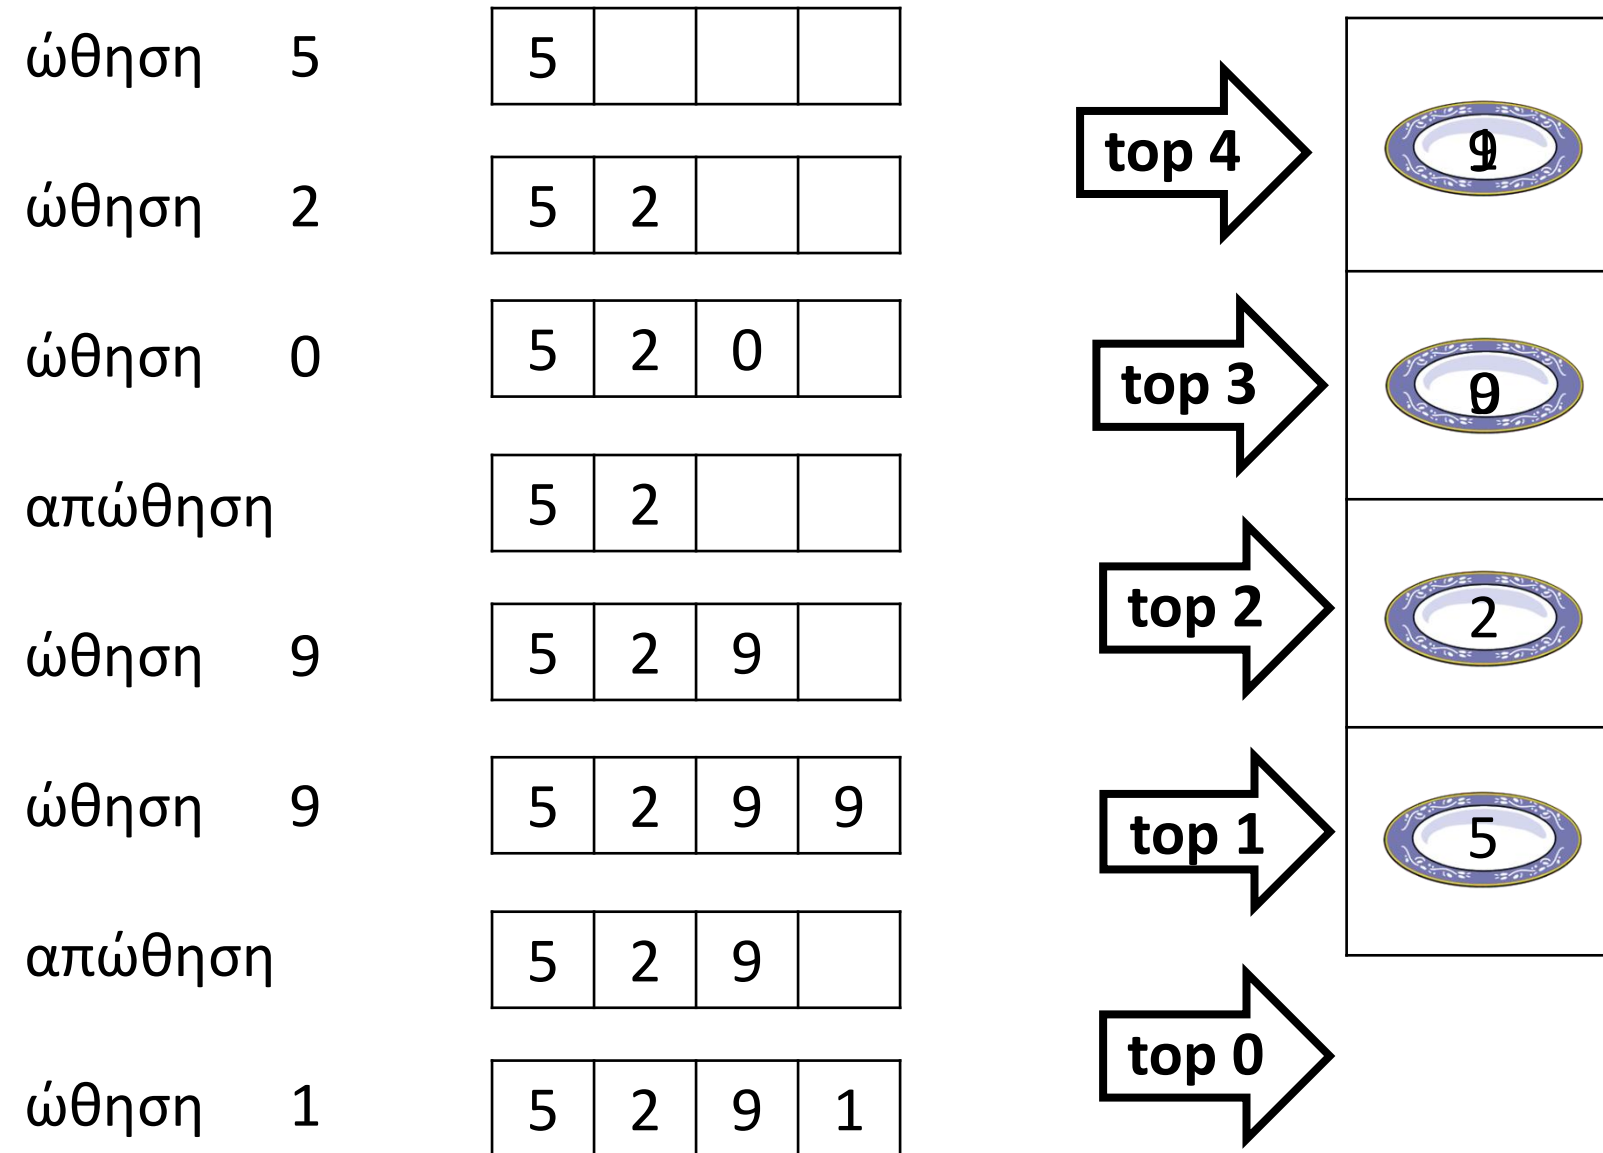 ώθηση 5 5
ώθηση 2 5 2
ώθηση 0 5 2 0
απώθηση 5 2
ώθηση 9 5 2 9
ώθηση 9 5 2 9 9
απώθηση 5 2 9
ώθηση 1 5 2 9 1
top 4
top 3
top 2 2
top 1 5
top 0